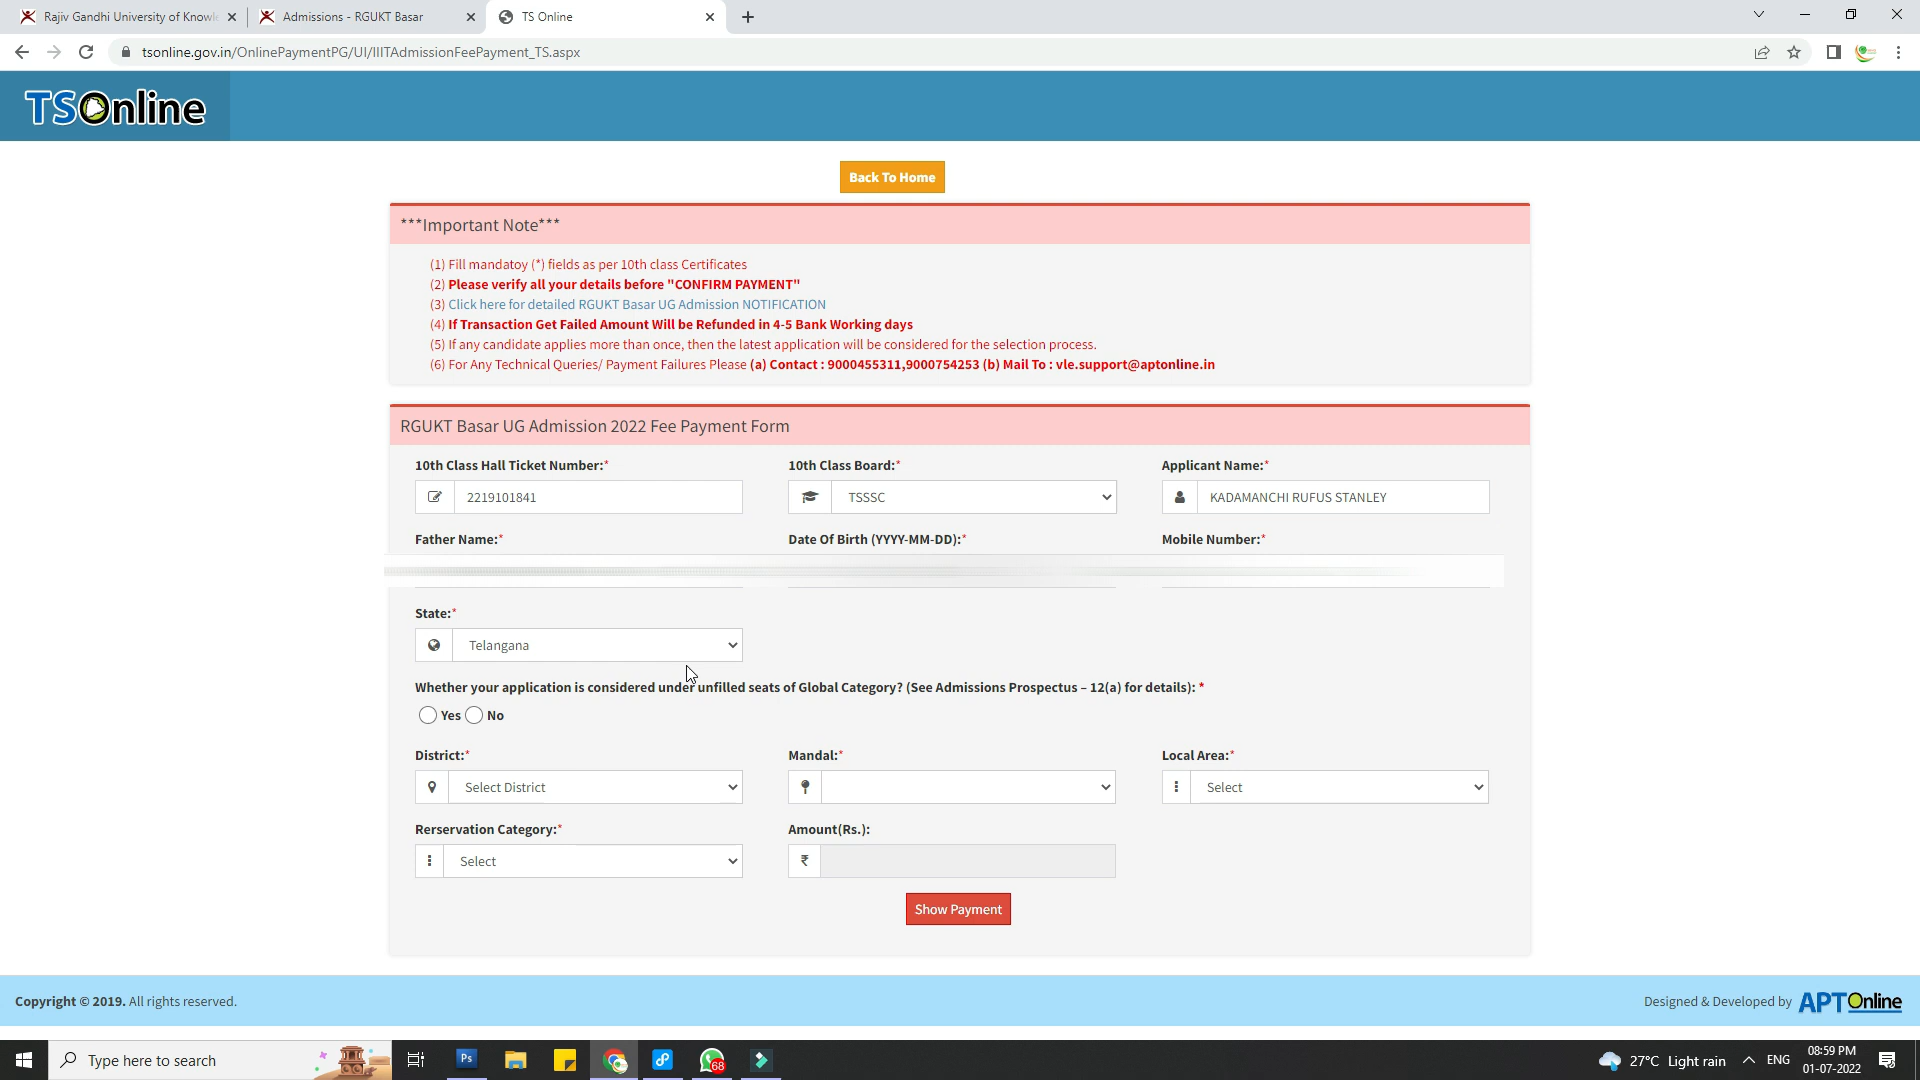 Rajiv Gandhi University of Knowl
Admissions - RGUKT Basar
TS Online
tsonline.gov.in/OnlinePaymentPG/UI/IIITAdmissionFeePayment_TS.aspx
TSOnline
Back To Home
***Important Note***
(1) Fill mandatoy (*) fields as per 10th class Certificates
(2) Please verify all your details before "CONFIRM PAYMENT"
(3) Click here for detailed RGUKT Basar UG Admission NOTIFICATION
(4) If Transaction Get Failed Amount Will be Refunded in 4-5 Bank Working days
(5) If any candidate applies more than once, then the latest application will be considered for the selection process.
(6) For Any Technical Queries/ Payment Failures Please (a) Contact : 9000455311,9000754253 (b) Mail To : vle.support@aptonline.in
RGUKT Basar UG Admission 2022 Fee Payment Form
10th Class Hall Ticket Number:* 10th Class Board:* Applicant Name:*
2219101841 TSSSC KADAMANCHI RUFUS STANLEY
Father Name:* Date Of Birth (YYYY-MM-DD):* Mobile Number:*
State:*
Telangana
Whether your application is considered under unfilled seats of Global Category? (See Admissions Prospectus – 12(a) for details): *
Yes No
District:* Mandal:* Local Area:*
Select District Select
Rerservation Category:* Amount(Rs.):
Select ₹
Show Payment
Copyright © 2019. All rights reserved. Designed & Developed by APTOnline
Type here to search Ps 68 27°C Light rain ENG 08:59 PM
01-07-2022